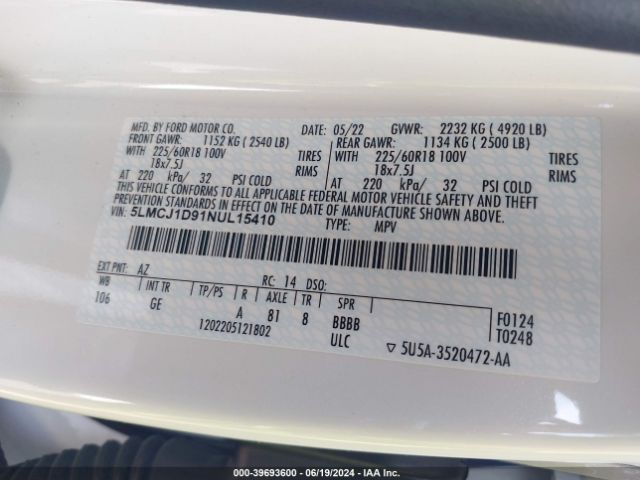 MFD. BY FORD MOTOR CO. DATE: 05/22 GVWR: 2232 KG ( 4920 LB)
FRONT GAWR: 1152 KG ( 2540 LB) REAR GAWR: 1134 KG ( 2500 LB)
WITH 225/60R18 100V TIRES WITH 225/60R18 100V TIRES
18x7.5J RIMS 18x7.5J RIMS
AT 220 kPa/ 32 PSI COLD AT 220 kPa/ 32 PSI COLD
THIS VEHICLE CONFORMS TO ALL APPLICABLE FEDERAL MOTOR VEHICLE SAFETY AND THEFT
PREVENTION STANDARDS IN EFFECT ON THE DATE OF MANUFACTURE SHOWN ABOVE.
VIN: 5LMCJ1D91NUL15410 TYPE: MPV
EXT PNT: AZ RC: 14 DSO:
WB INT TR TP/PS R AXLE TR SPR
106 GE A 81 8 BBBB F0124
1202205121802 ULC T0248
5U5A-3520472-AA
000-39693600 - 06/19/2024 - IAA Inc.